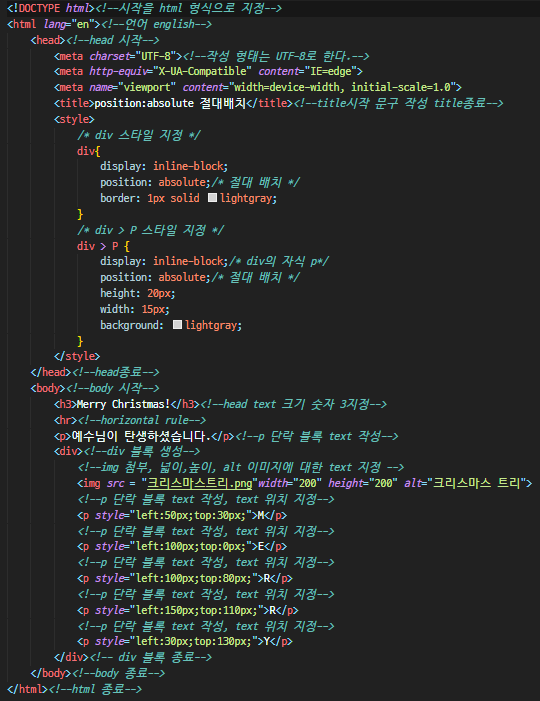 <!DOCTYPE html><!--시작을 html 형식으로 지정-->
<html lang="en"><!--언어 english-->
<head><!--head 시작-->
<meta charset="UTF-8"><!--작성 형태는 UTF-8로 한다.-->
<meta http-equiv="X-UA-Compatible" content="IE=edge">
<meta name="viewport" content="width=device-width, initial-scale=1.0">
<title>position:absolute 절대배치</title><!--title시작 문구 작성 title종료-->
<style>
/* div 스타일 지정 */
div{
display: inline-block;
position: absolute;/* 절대 배치 */
border: 1px solid lightgray;
}
/* div > P 스타일 지정 */
div > P {
display: inline-block;/* div의 자식 p*/
position: absolute;/* 절대 배치 */
height: 20px;
width: 15px;
background: lightgray;
}
</style>
</head><!--head종료-->
<body><!--body 시작-->
<h3>Merry Christmas!</h3><!--head text 크기 숫자 3지정-->
<hr><!--horizontal rule-->
<p>예수님이 탄생하셨습니다.</p><!--p 단락 블록 text 작성-->
<div><!--div 블록 생성-->
<!--img 첨부, 넓이,높이, alt 이미지에 대한 text 지정 -->
<img src = "크리스마스트리.png"width="200" height="200" alt="크리스마스 트리">
<!--p 단락 블록 text 작성, text 위치 지정-->
<p style="left:50px;top:30px;">M</p>
<!--p 단락 블록 text 작성, text 위치 지정-->
<p style="left:100px;top:0px;">E</p>
<!--p 단락 블록 text 작성, text 위치 지정-->
<p style="left:100px;top:80px;">R</p>
<!--p 단락 블록 text 작성, text 위치 지정-->
<p style="left:150px;top:110px;">R</p>
<!--p 단락 블록 text 작성, text 위치 지정-->
<p style="left:30px;top:130px;">Y</p>
</div><!-- div 블록 종료-->
</body><!--body 종료-->
</html><!--html 종료-->